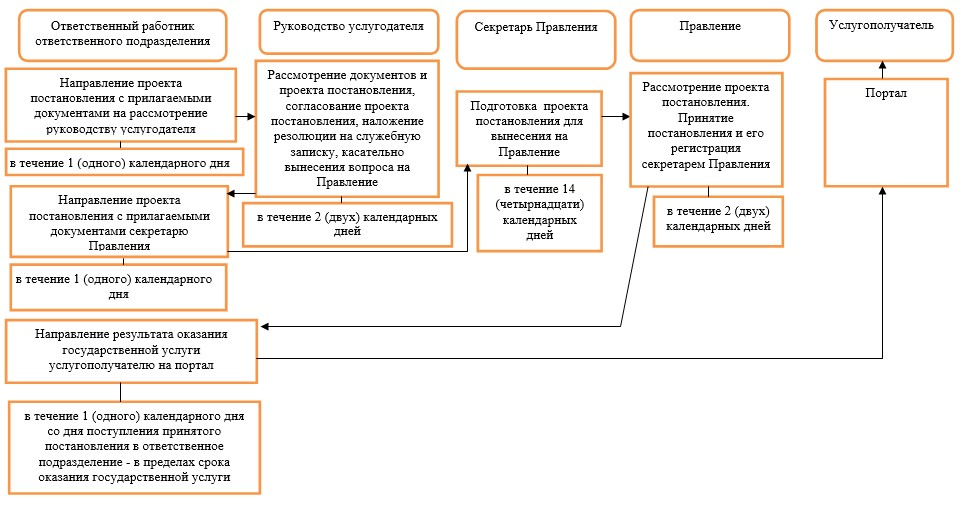 Ответственный работник
ответственного подразделения
Руководство услугодателя
Секретарь Правления
Правление
Услугополучатель
Направление проекта
постановления с прилагаемыми
документами на рассмотрение
руководству услугодателя
в течение 1 (одного) календарного дня
Рассмотрение документов и
проекта постановления,
согласование проекта
постановления, наложение
резолюции на служебную
записку, касательно
вынесения вопроса на
Правление
в течение 2 (двух) календарных
дней
Направление проекта
постановления с прилагаемыми
документами секретарю
Правления
в течение 1 (одного) календарного
дня
Подготовка проекта
постановления для
вынесения на
Правление
в течение 14
(четырнадцати)
календарных
дней
Рассмотрение проекта
постановления.
Принятие
постановления и его
регистрация
секретарем Правления
в течение 2 (двух)
календарных дней
Портал
Направление результата оказания
государственной услуги
услугополучателю на портал
в течение 1 (одного) календарного дня
со дня поступления принятого
постановления в ответственное
подразделение - в пределах срока
оказания государственной услуги